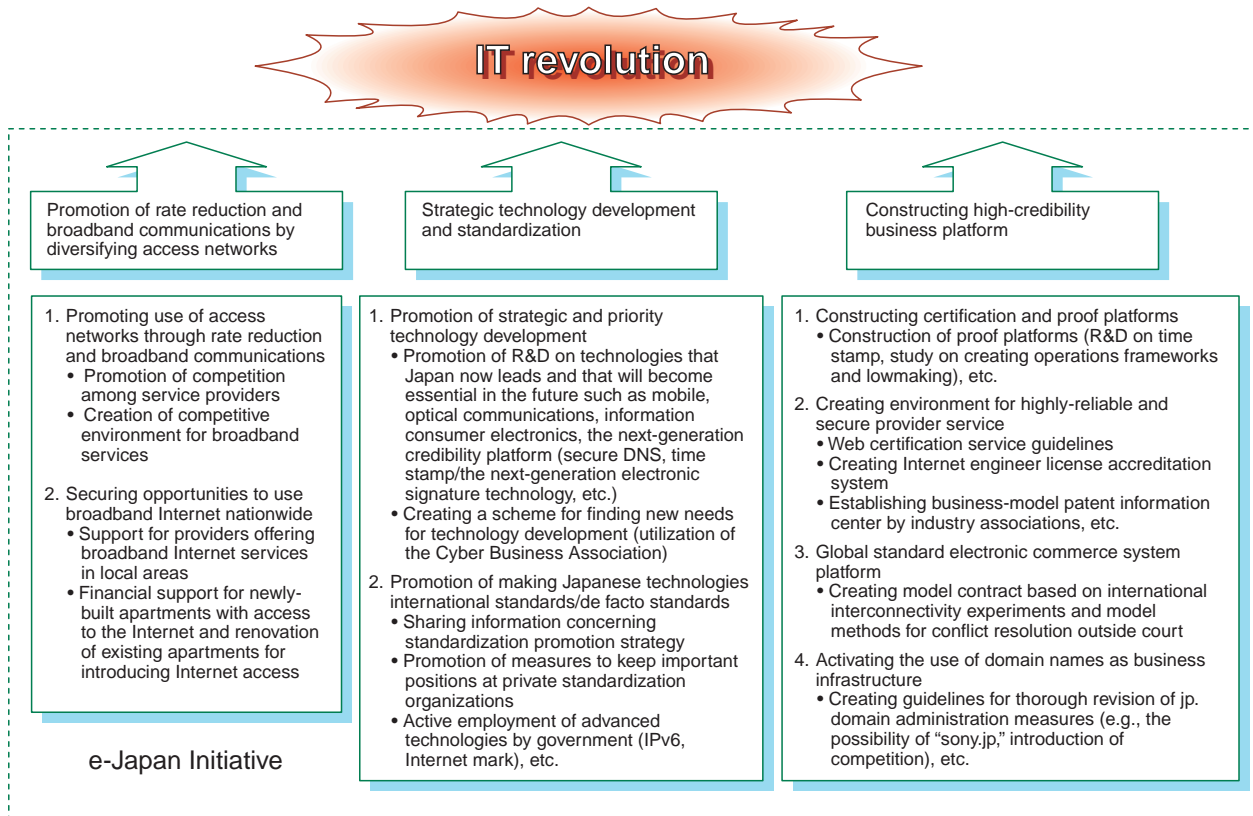 IT revolution
Promotion of rate reduction and
broadband communications by
diversifying access networks
1. Promoting use of access
networks through rate reduction
and broadband communications
• Promotion of competition
among service providers
• Creation of competitive
environment for broadband
services
2. Securing opportunities to use
broadband Internet nationwide
• Support for providers offering
broadband Internet services
in local areas
• Financial support for newly-
built apartments with access
to the Internet and renovation
of existing apartments for
introducing Internet access
e-Japan Initiative
Strategic technology development
and standardization
1. Promotion of strategic and priority
technology development
• Promotion of R&D on technologies that
Japan now leads and that will become
essential in the future such as mobile,
optical communications, information
consumer electronics, the next-generation
credibility platform (secure DNS, time
stamp/the next-generation electronic
signature technology, etc.)
• Creating a scheme for finding new needs
for technology development (utilization
of the Cyber Business Association)
2. Promotion of making Japanese technologies
international standards/de facto standards
• Sharing information concerning
standardization promotion strategy
• Promotion of measures to keep important
positions at private standardization
organizations
• Active employment of advanced
technologies by government (IPv6,
Internet mark), etc.
Constructing high-credibility
business platform
1. Constructing certification and proof platforms
• Construction of proof platforms (R&D on time
stamp, study on creating operations frameworks
and lowmaking), etc.
2. Creating environment for highly-reliable and
secure provider service
• Web certification service guidelines
• Creating Internet engineer license accreditation
system
• Establishing business-model patent information
center by industry associations, etc.
3. Global standard electronic commerce system
platform
• Creating model contract based on international
interconnectivity experiments and model
methods for conflict resolution outside court
4. Activating the use of domain names as business
infrastructure
• Creating guidelines for thorough revision of jp.
domain administration measures (e.g., the
possibility of “sony.jp,” introduction of
competition), etc.